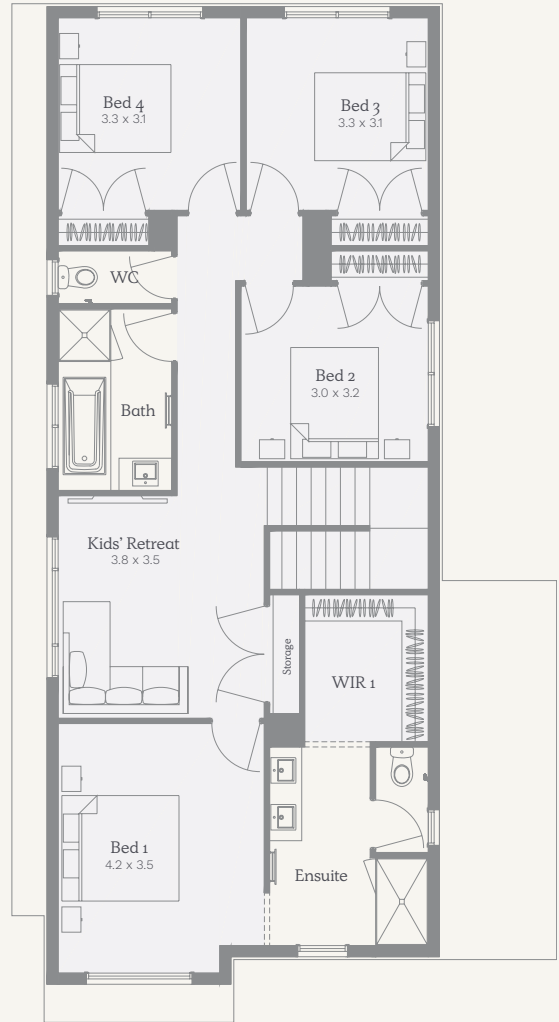 Bed 4
3.3 x 3.1
Bed 3
3.3 x 3.1
WC
Bed 2
3.0 x 3.2
Bath
Kids' Retreat
3.8 x 3.5
Storage
WIR 1
Bed 1
4.2 x 3.5
Ensuite